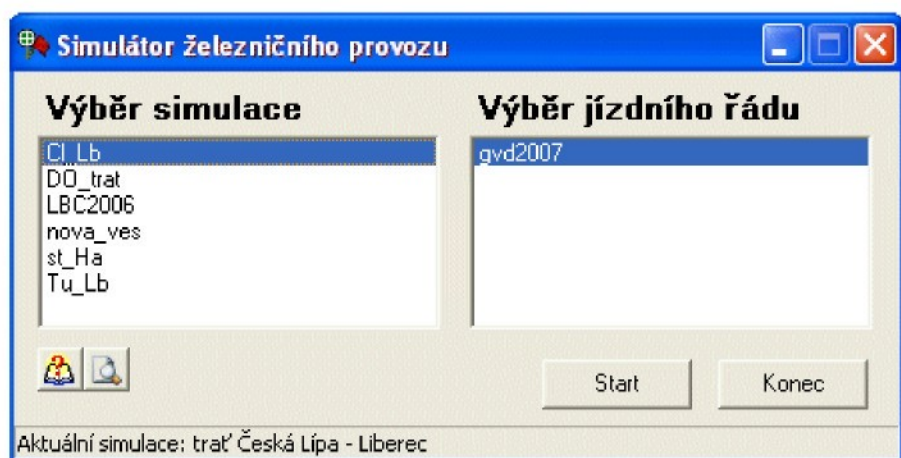 Simulátor železničního provozu
Výběr simulace
Cl_Lb
DO_trat
LBC2006
nova_ves
st_Ha
Tu_Lb
Výběr jízdního řádu
gvd2007
Start
Konec
Aktuální simulace: trať Česká Lípa - Liberec